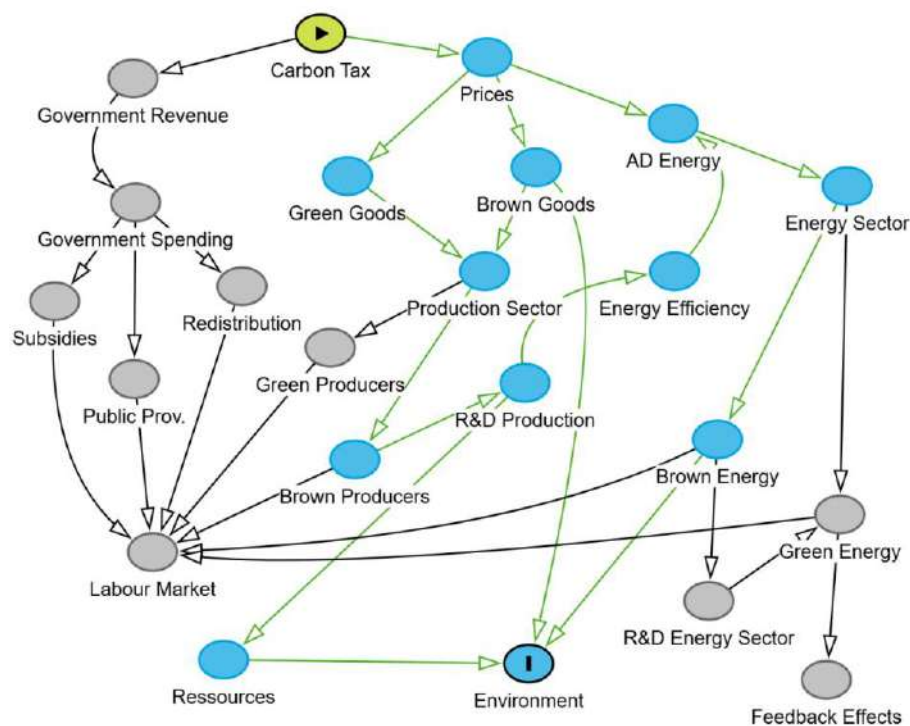 Carbon Tax
Government Revenue
Prices
AD Energy
Green Goods
Brown Goods
Energy Sector
Government Spending
Subsidies
Redistribution
Production Sector
Energy Efficiency
Green Producers
Public Prov.
R&D Production
Brown Producers
Brown Energy
Green Energy
Labour Market
R&D Energy Sector
Ressources
Environment
Feedback Effects